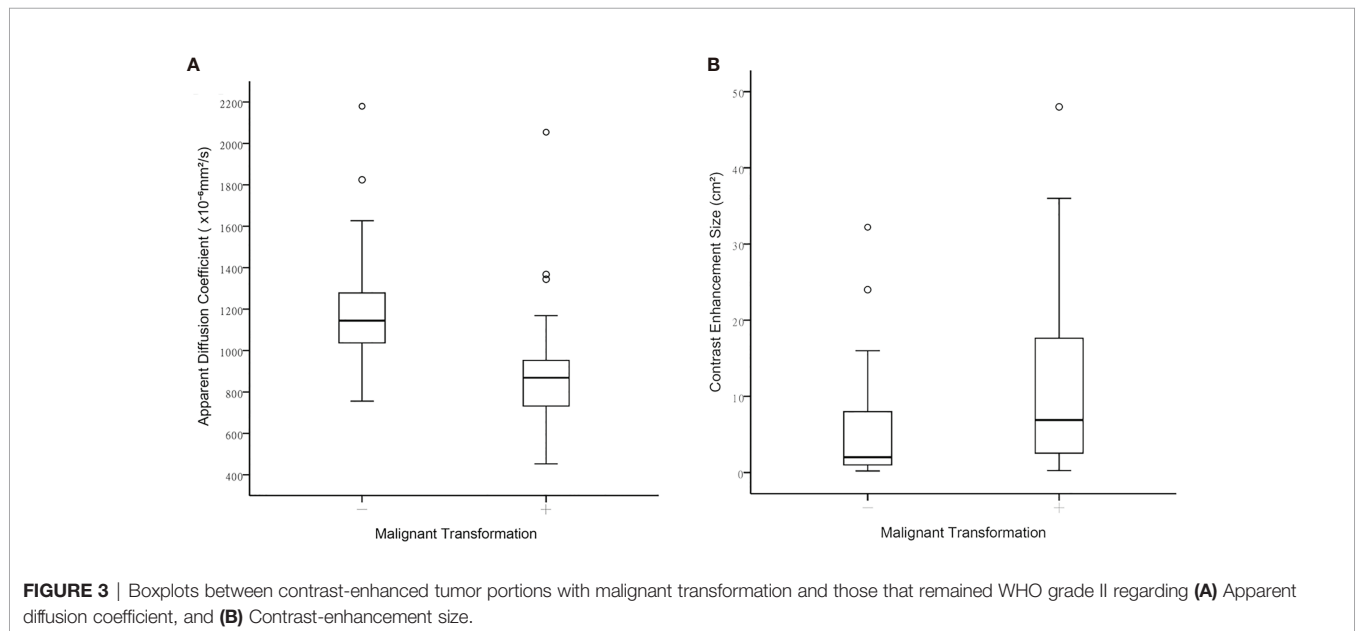 A
2200
2000
1800
1600
1400
1200
1000
800
600
400
Apparent Diffusion Coefficient ( x10⁻⁶mm²/s)
− +
Malignant Transformation
B
50
40
30
20
10
0
Contrast Enhancement Size (cm²)
− +
Malignant Transformation
FIGURE 3 | Boxplots between contrast-enhanced tumor portions with malignant transformation and those that remained WHO grade II regarding (A) Apparent
diffusion coefficient, and (B) Contrast-enhancement size.